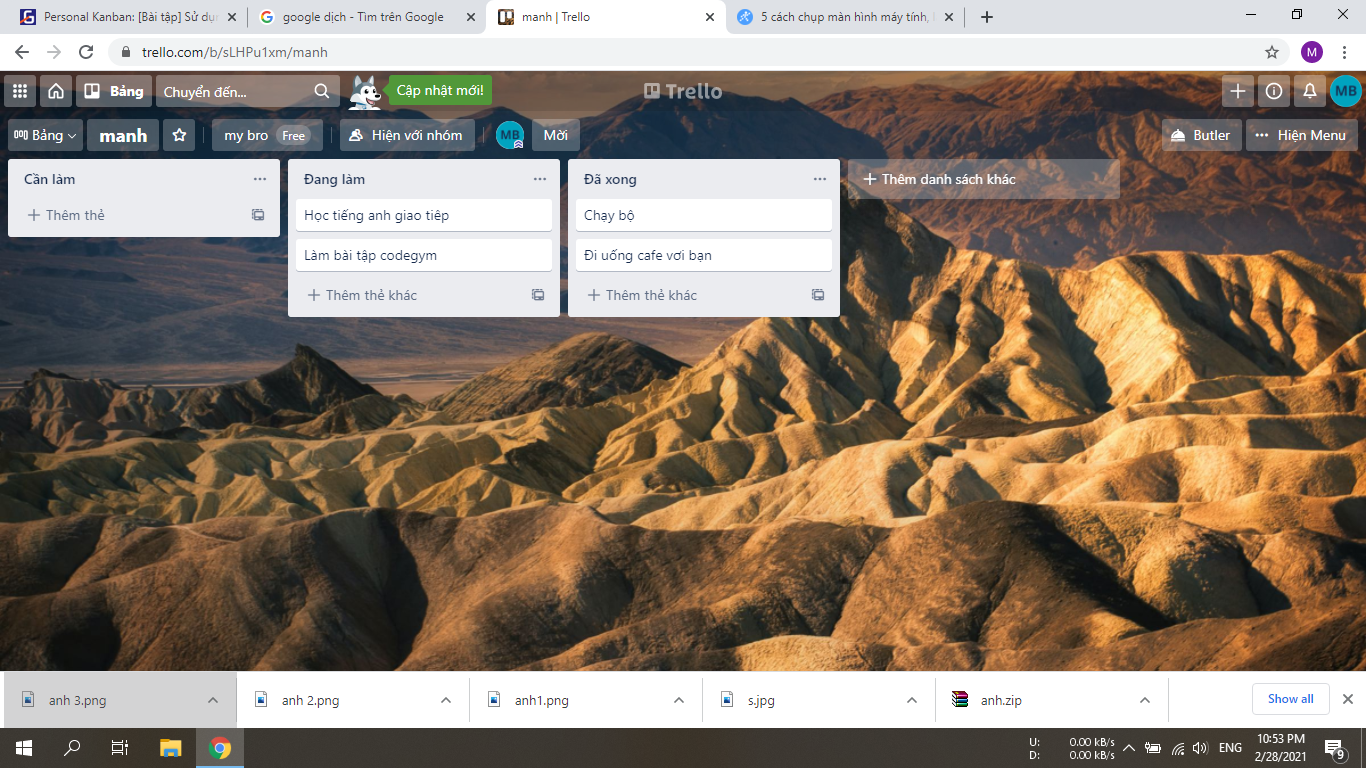 Personal Kanban: [Bài tập] Sử dụ
google dịch - Tìm trên Google
manh | Trello
5 cách chụp màn hình máy tính,
trello.com/b/sLHPu1xm/manh
M
Bảng
Chuyển đến...
Cập nhật mới!
Trello
MB
Bảng
manh
my bro Free
Hiện với nhóm
MB
Mời
Butler
Hiện Menu
Cần làm
Thêm thẻ
Đang làm
Học tiếng anh giao tiêp
Làm bài tập codegym
Thêm thẻ khác
Đã xong
Chạy bộ
Đi uống cafe vơi bạn
Thêm thẻ khác
Thêm danh sách khác
anh 3.png
anh 2.png
anh1.png
s.jpg
anh.zip
Show all
U: 0.00 kB/s
D: 0.00 kB/s
ENG
10:53 PM
2/28/2021
9